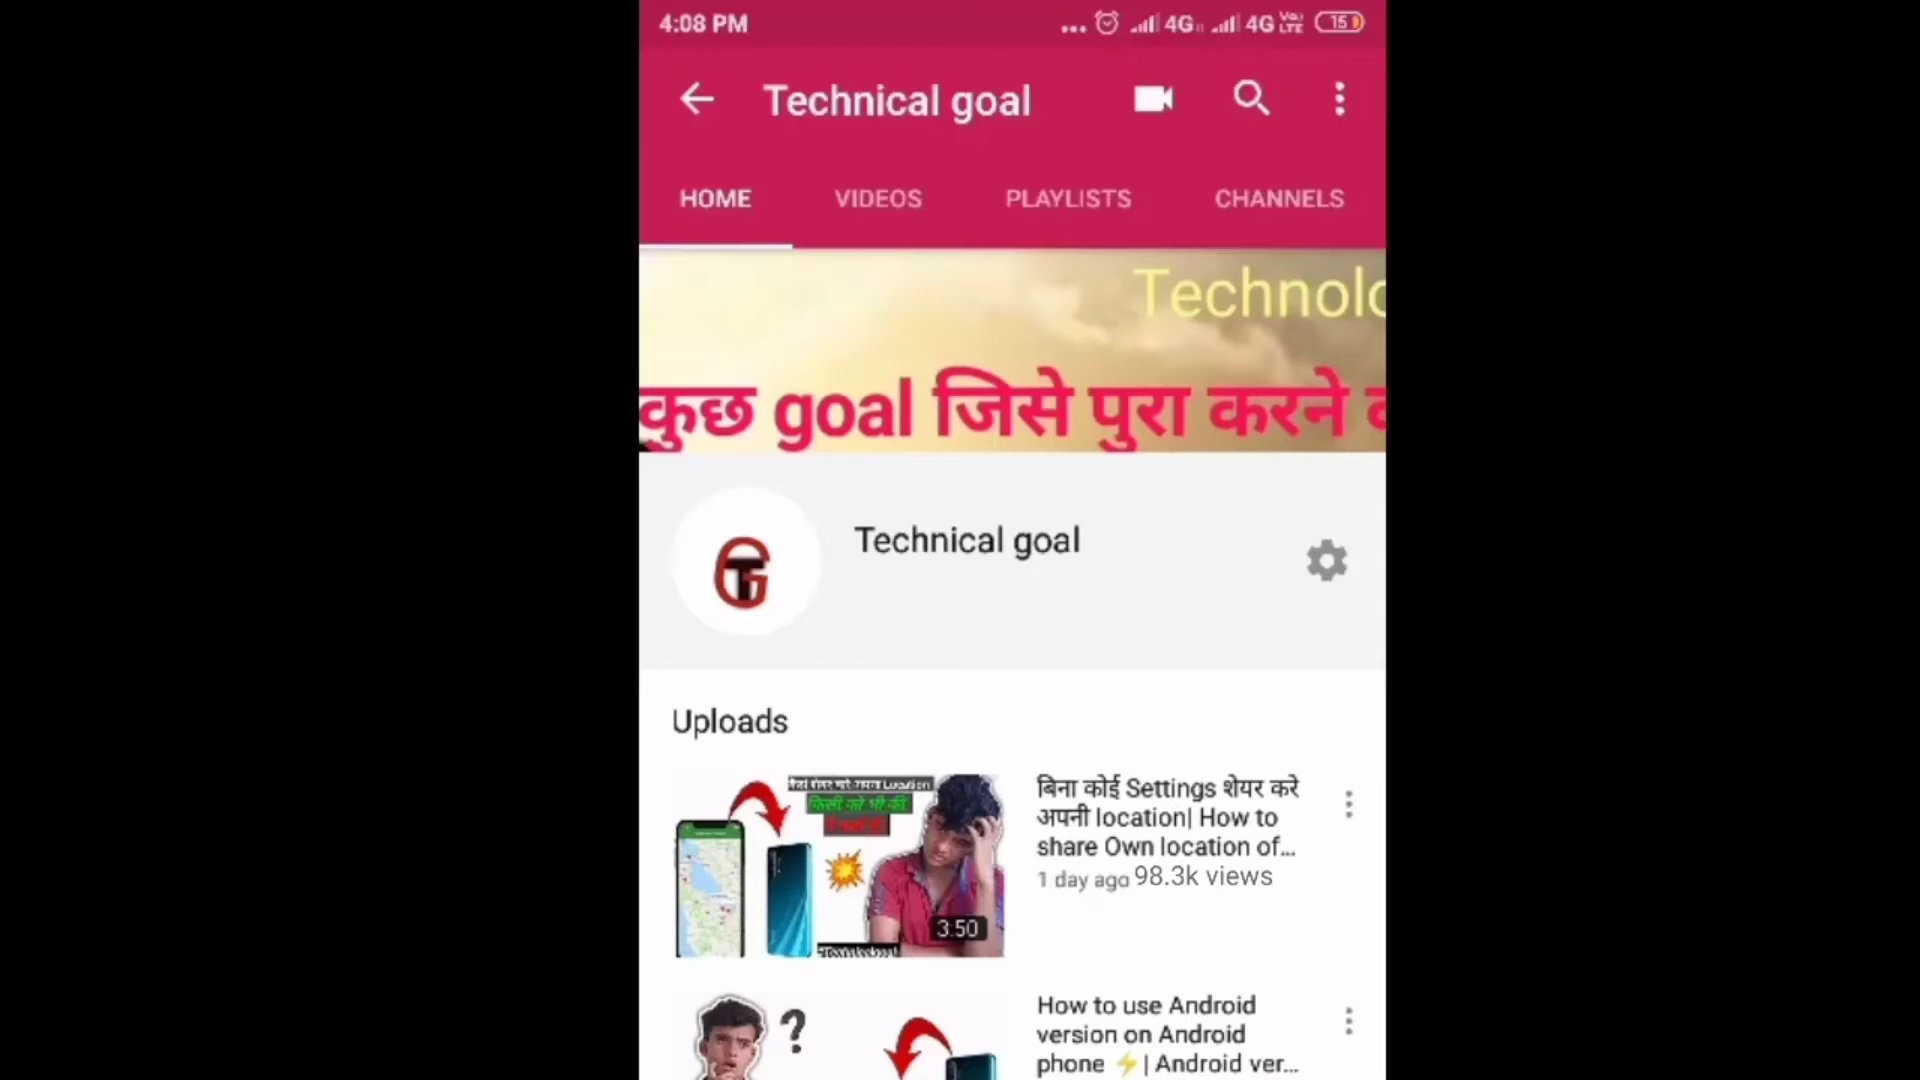 4:08 PM
4G 4G Vo LTE 15
Technical goal
HOME VIDEOS PLAYLISTS CHANNELS
Technolo
कुछ goal जिसे पुरा करने
Technical goal
Uploads
बिना कोई Settings शेयर करे
अपनी location| How to
share Own location of...
1 day ago 98.3k views
किसी को भी की
3:50
How to use Android
version on Android
phone ⚡| Android ver...
?